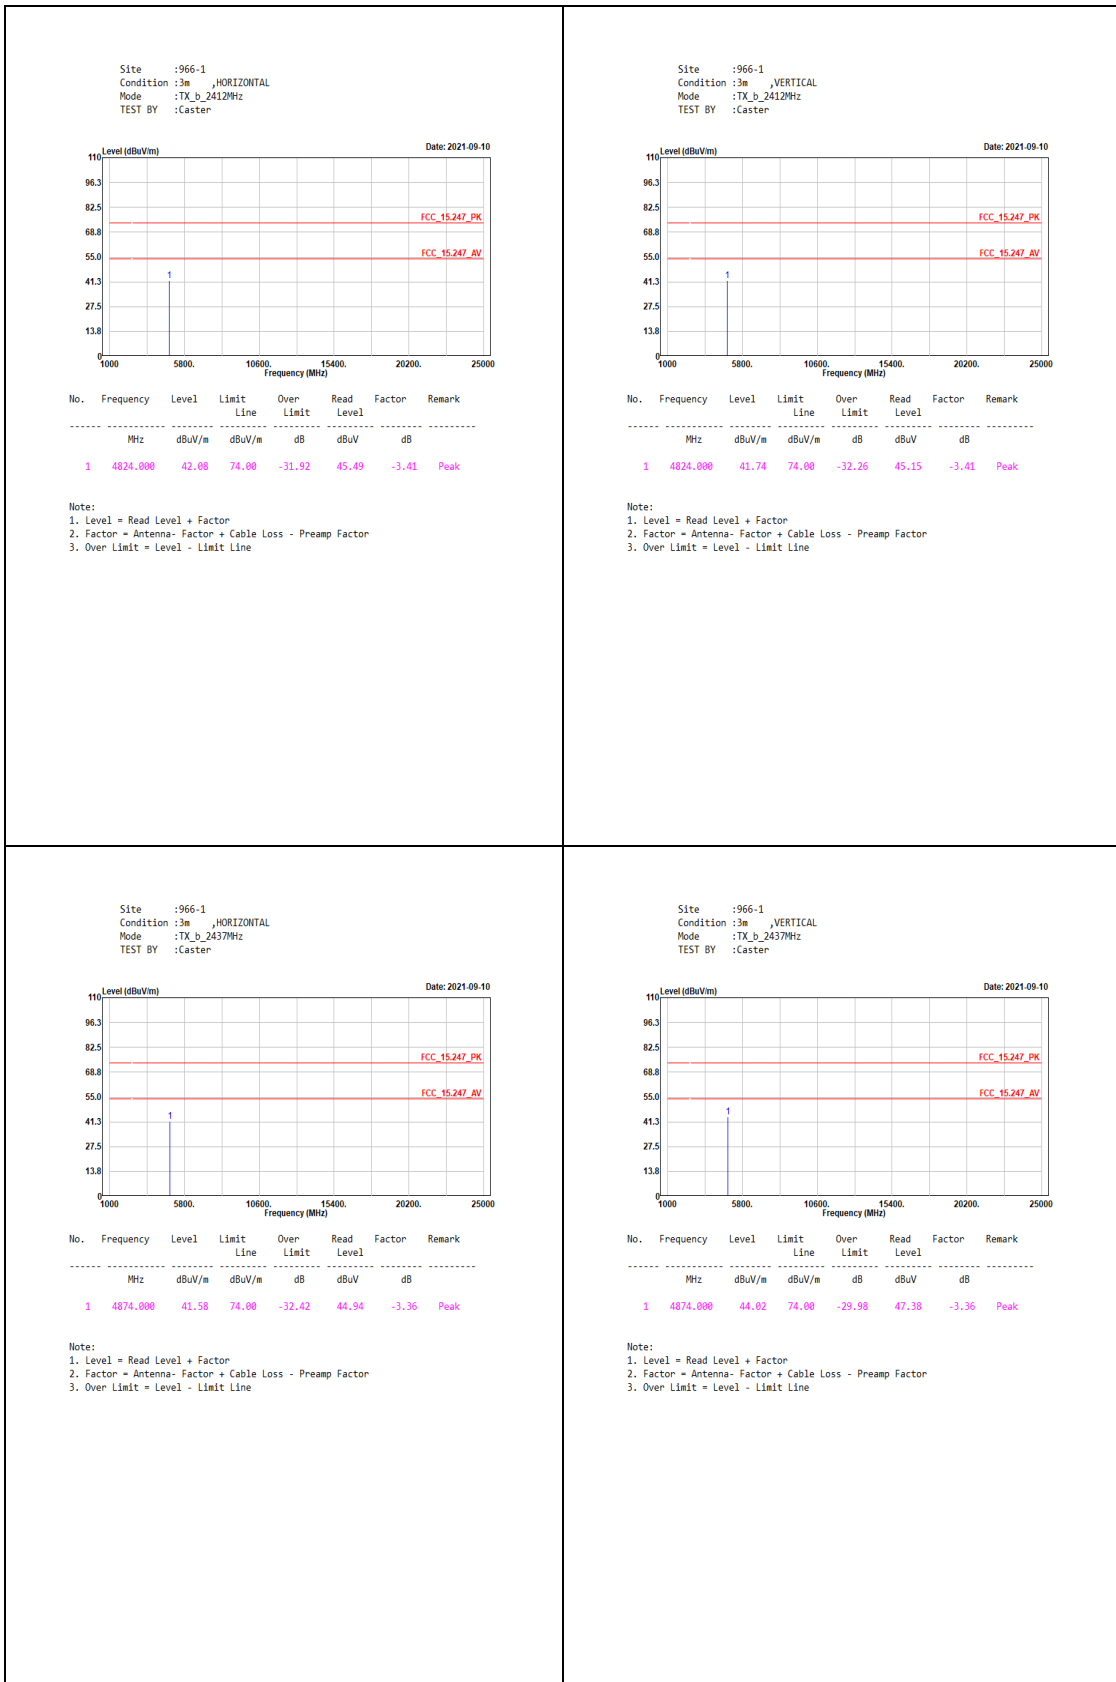 Site :966-1
Condition :3m ,HORIZONTAL
Mode :TX_b_2412MHz
TEST BY :Caster
Level (dBuV/m) Date: 2021-09-10
110
96.3
82.5
FCC_15.247_PK
68.8
FCC_15.247_AV
55.0
41.3
1
27.5
13.8
0
1000 5800. 10600. 15400. 20200. 25000
Frequency (MHz)
No. Frequency Level Limit Over Read Factor Remark
Line Limit Level
------ ----------- -------- -------- --------- -------- -------- ---------
MHz dBuV/m dBuV/m dB dBuV dB
1 4824.000 42.08 74.00 -31.92 45.49 -3.41 Peak
Note:
1. Level = Read Level + Factor
2. Factor = Antenna- Factor + Cable Loss - Preamp Factor
3. Over Limit = Level - Limit Line
Site :966-1
Condition :3m ,VERTICAL
Mode :TX_b_2412MHz
TEST BY :Caster
Level (dBuV/m) Date: 2021-09-10
110
96.3
82.5
FCC_15.247_PK
68.8
FCC_15.247_AV
55.0
41.3
1
27.5
13.8
0
1000 5800. 10600. 15400. 20200. 25000
Frequency (MHz)
No. Frequency Level Limit Over Read Factor Remark
Line Limit Level
------ ----------- -------- -------- --------- -------- -------- ---------
MHz dBuV/m dBuV/m dB dBuV dB
1 4824.000 41.74 74.00 -32.26 45.15 -3.41 Peak
Note:
1. Level = Read Level + Factor
2. Factor = Antenna- Factor + Cable Loss - Preamp Factor
3. Over Limit = Level - Limit Line
Site :966-1
Condition :3m ,HORIZONTAL
Mode :TX_b_2437MHz
TEST BY :Caster
Level (dBuV/m) Date: 2021-09-10
110
96.3
82.5
FCC_15.247_PK
68.8
FCC_15.247_AV
55.0
41.3
1
27.5
13.8
0
1000 5800. 10600. 15400. 20200. 25000
Frequency (MHz)
No. Frequency Level Limit Over Read Factor Remark
Line Limit Level
------ ----------- -------- -------- --------- -------- -------- ---------
MHz dBuV/m dBuV/m dB dBuV dB
1 4874.000 41.58 74.00 -32.42 44.94 -3.36 Peak
Note:
1. Level = Read Level + Factor
2. Factor = Antenna- Factor + Cable Loss - Preamp Factor
3. Over Limit = Level - Limit Line
Site :966-1
Condition :3m ,VERTICAL
Mode :TX_b_2437MHz
TEST BY :Caster
Level (dBuV/m) Date: 2021-09-10
110
96.3
82.5
FCC_15.247_PK
68.8
FCC_15.247_AV
55.0
1
41.3
27.5
13.8
0
1000 5800. 10600. 15400. 20200. 25000
Frequency (MHz)
No. Frequency Level Limit Over Read Factor Remark
Line Limit Level
------ ----------- -------- -------- --------- -------- -------- ---------
MHz dBuV/m dBuV/m dB dBuV dB
1 4874.000 44.02 74.00 -29.98 47.38 -3.36 Peak
Note:
1. Level = Read Level + Factor
2. Factor = Antenna- Factor + Cable Loss - Preamp Factor
3. Over Limit = Level - Limit Line